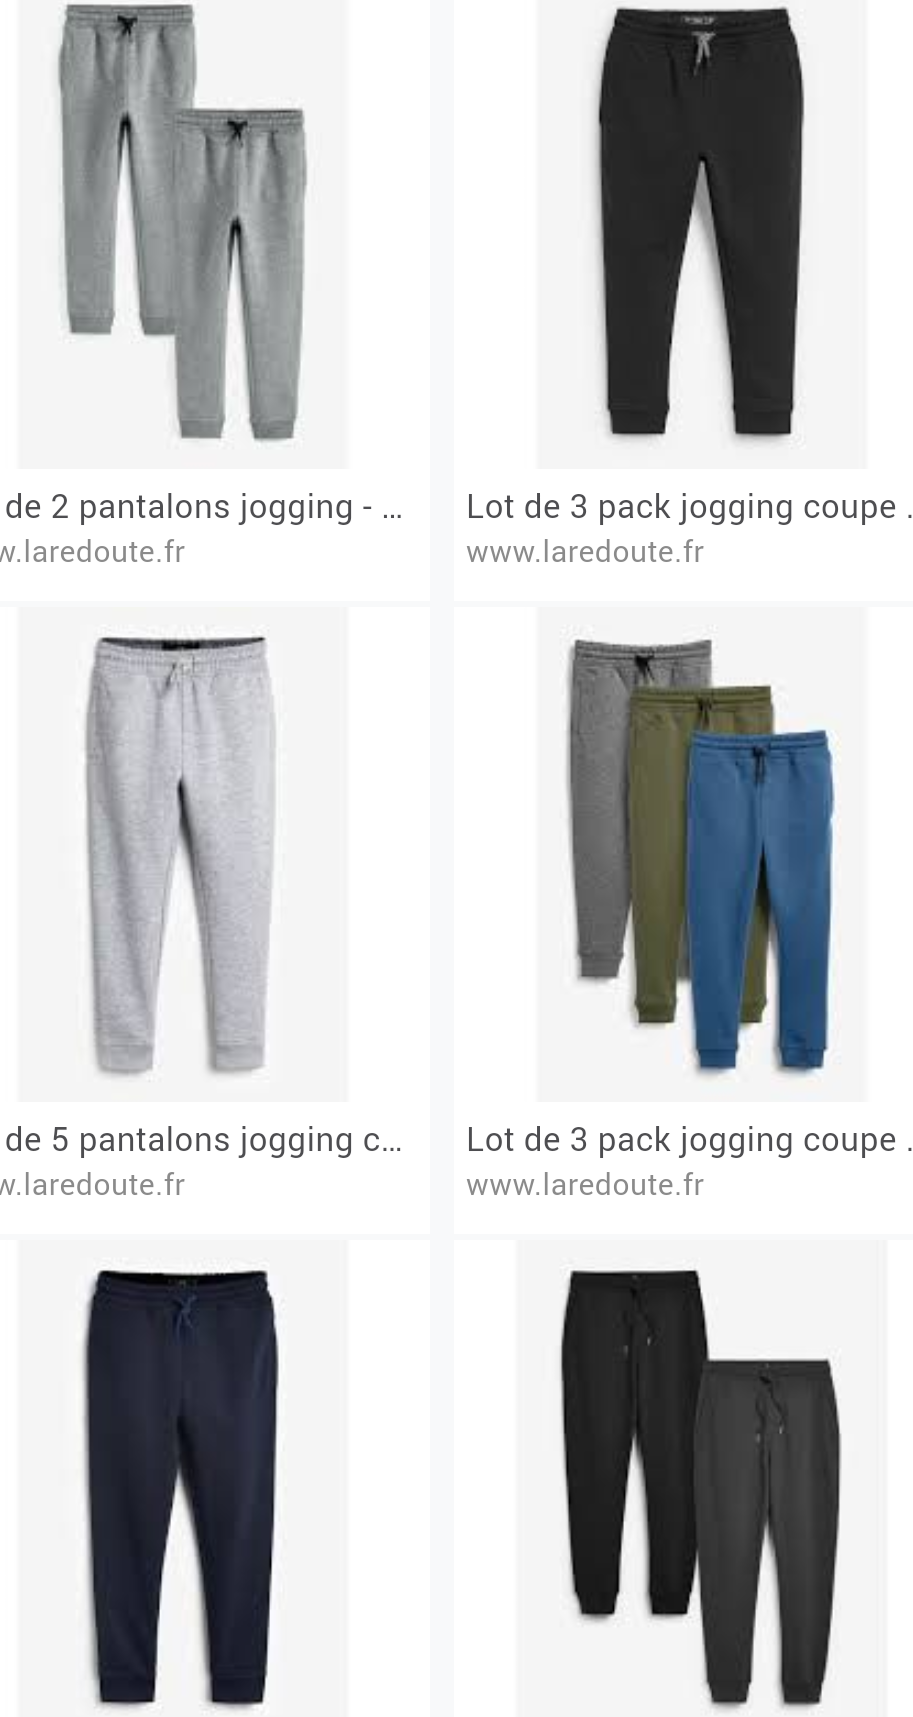 de 2 pantalons jogging - ...
w.laredoute.fr
Lot de 3 pack jogging coupe .
www.laredoute.fr
de 5 pantalons jogging c...
w.laredoute.fr
Lot de 3 pack jogging coupe .
www.laredoute.fr